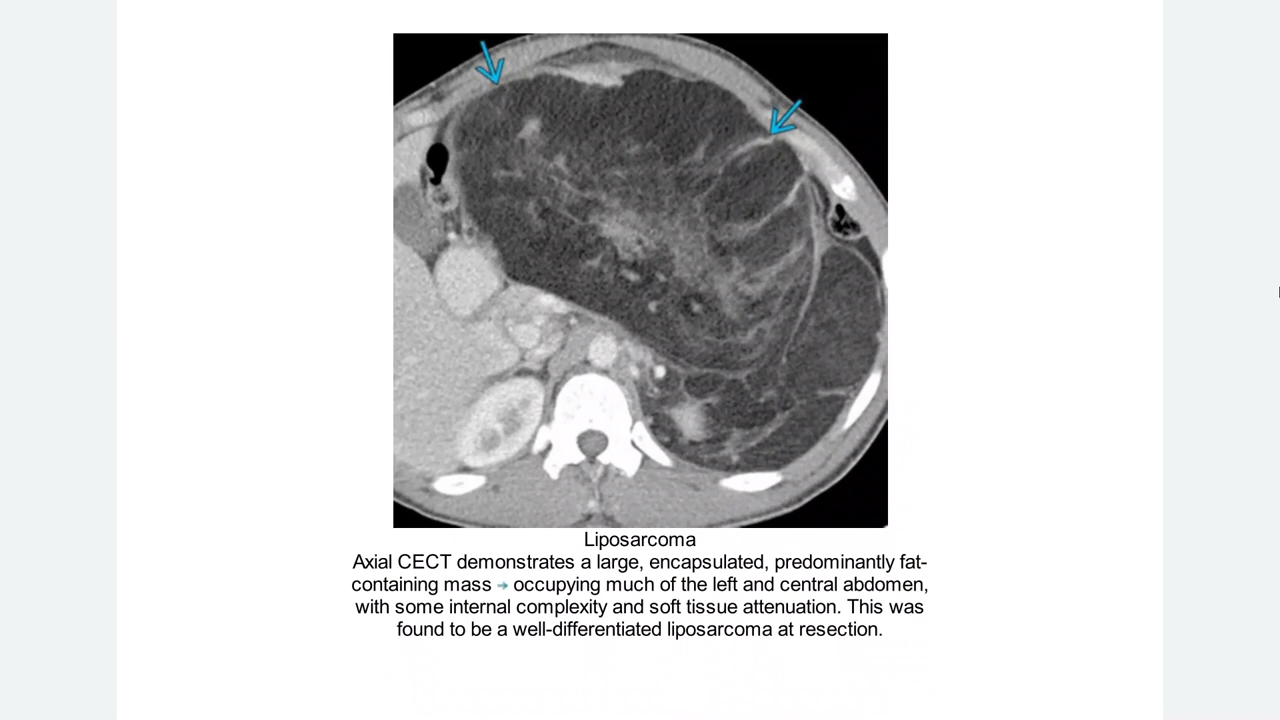 Liposarcoma
Axial CECT demonstrates a large, encapsulated, predominantly fat-
containing mass → occupying much of the left and central abdomen,
with some internal complexity and soft tissue attenuation. This was
found to be a well-differentiated liposarcoma at resection.